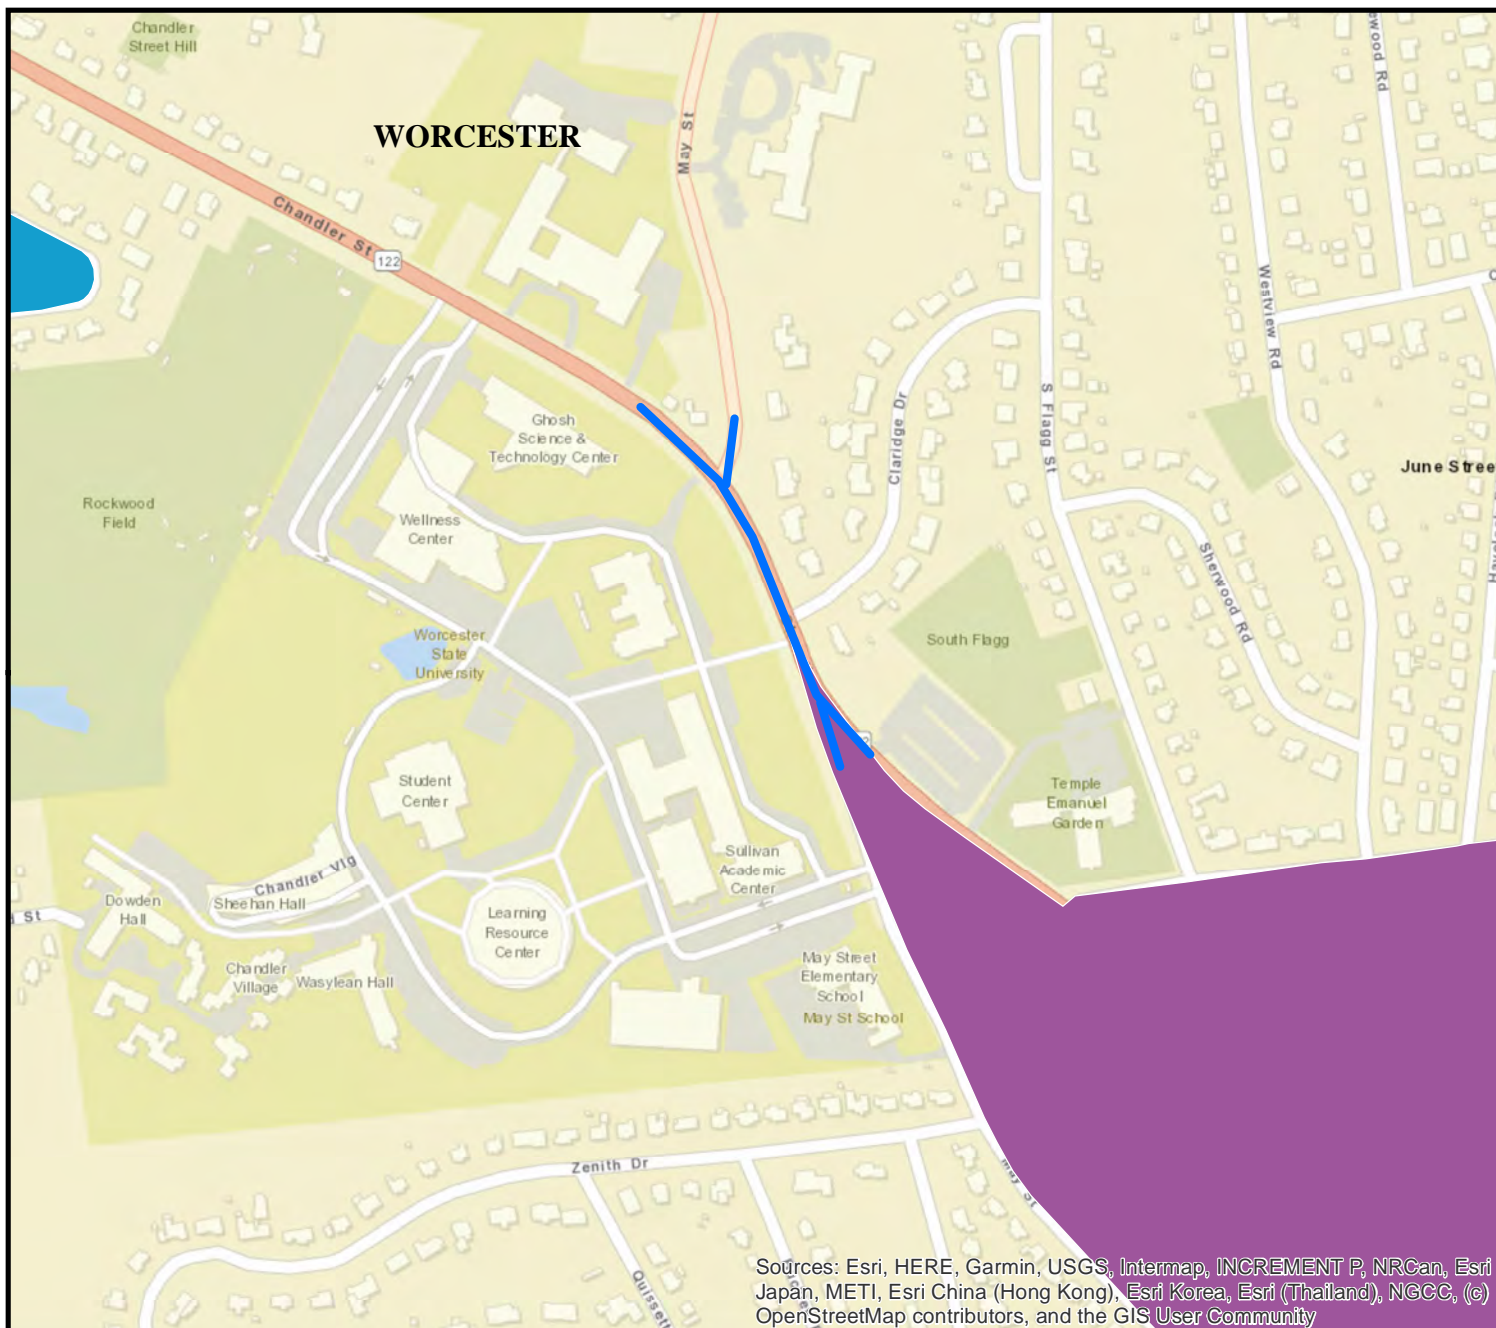 Chandler
Street Hill
WORCESTER
May St
ewood Rd
Chandler St
122
Westview Rd
Claridge Dr
S Flagg St
Ghosh
Science &
Technology Center
June Stree
Rockwood
Field
Wellness
Center
Sherwood Rd
South Flagg
Worcester
State
University
Student
Center
Temple
Emanuel
Garden
Sullivan
Academic
Center
Chandler Vlg
Sheehan Hall
Dowden
Hall
d St
Learning
Resource
Center
Chandler
Village
Wasylean Hall
May Street
Elementary
School
May St School
Zenith Dr
May St
Quissett
Sources: Esri, HERE, Garmin, USGS, Intermap, INCREMENT P, NRCan, Esri
Japan, METI, Esri China (Hong Kong), Esri Korea, Esri (Thailand), NGCC, (c)
OpenStreetMap contributors, and the GIS User Community